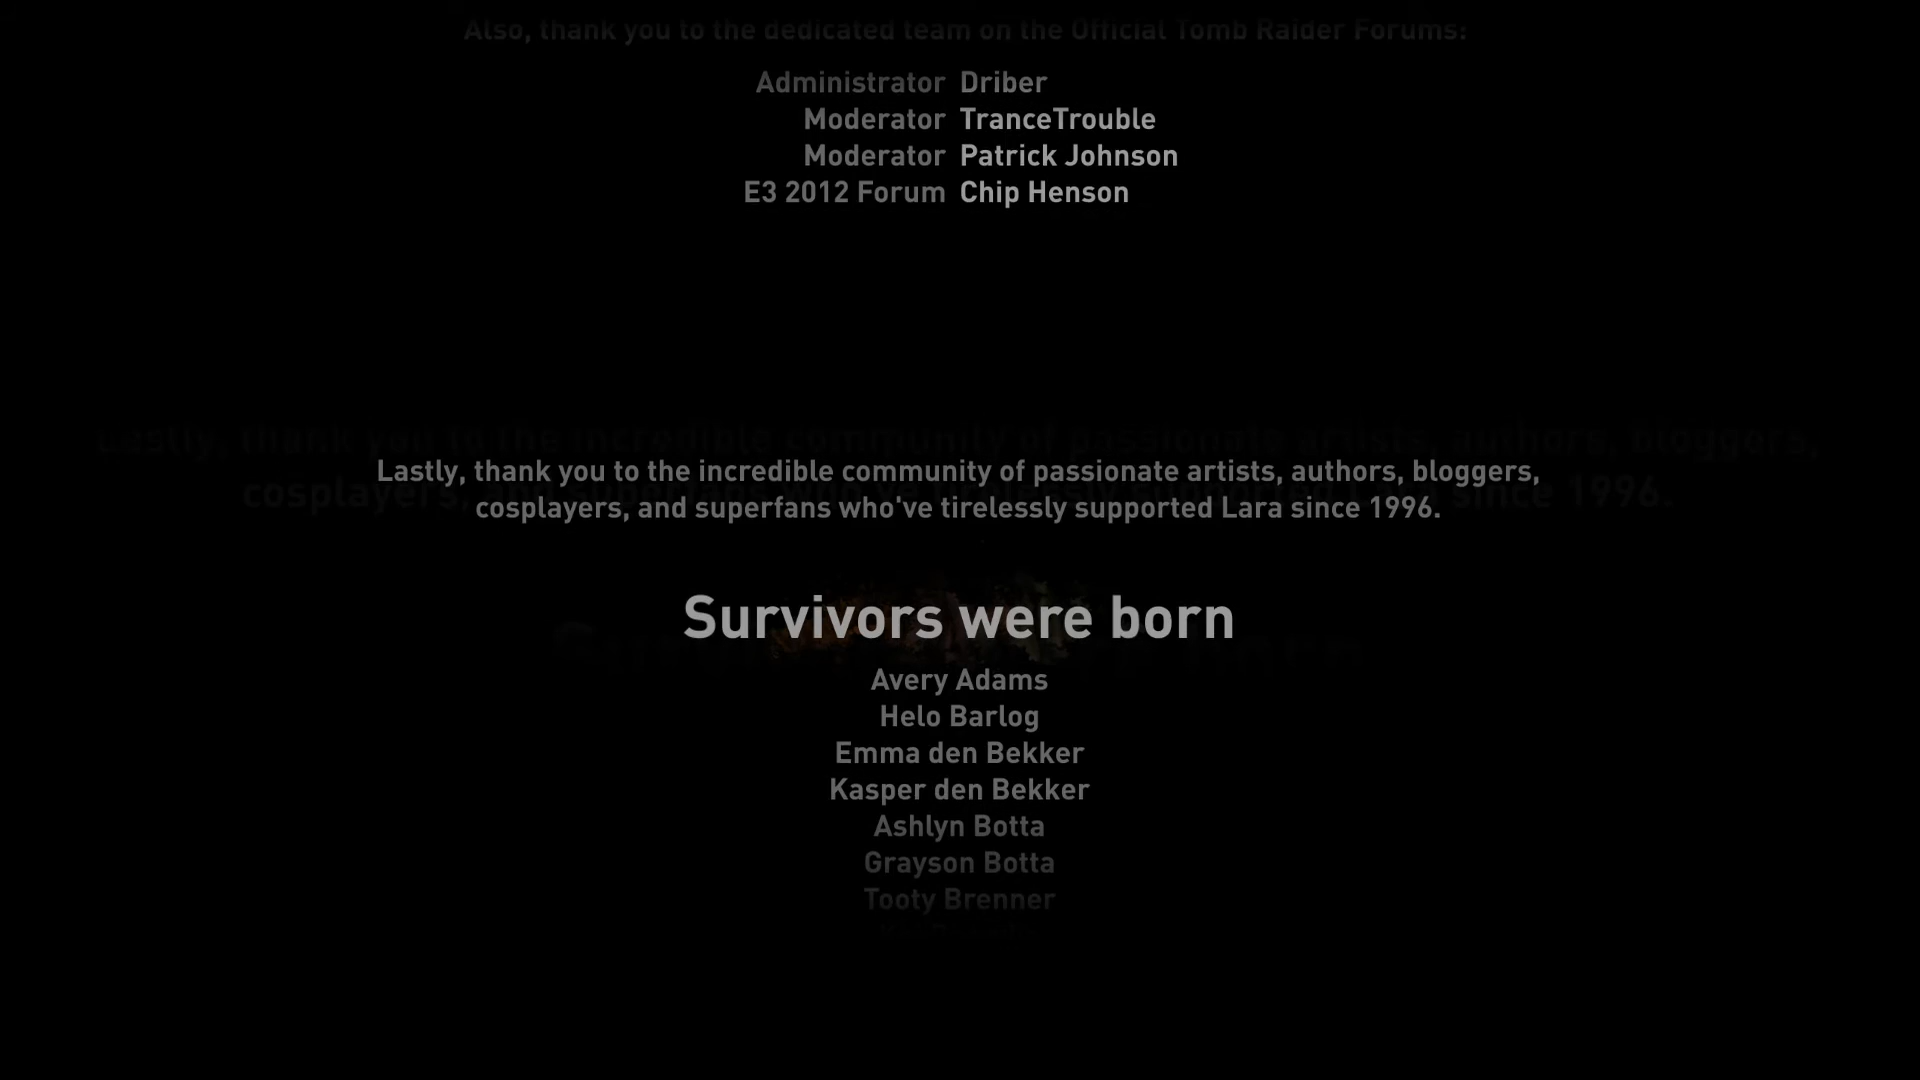 Also, thank you to the dedicated team on the Official Tomb Raider Forums:
Administrator Driber
Moderator TranceTrouble
Moderator Patrick Johnson
E3 2012 Forum Chip Henson
Lastly, thank you to the incredible community of passionate artists, authors, bloggers,
cosplayers, and superfans who've tirelessly supported Lara since 1996.
Survivors were born
Avery Adams
Helo Barlog
Emma den Bekker
Kasper den Bekker
Ashlyn Botta
Grayson Botta
Tooty Brenner